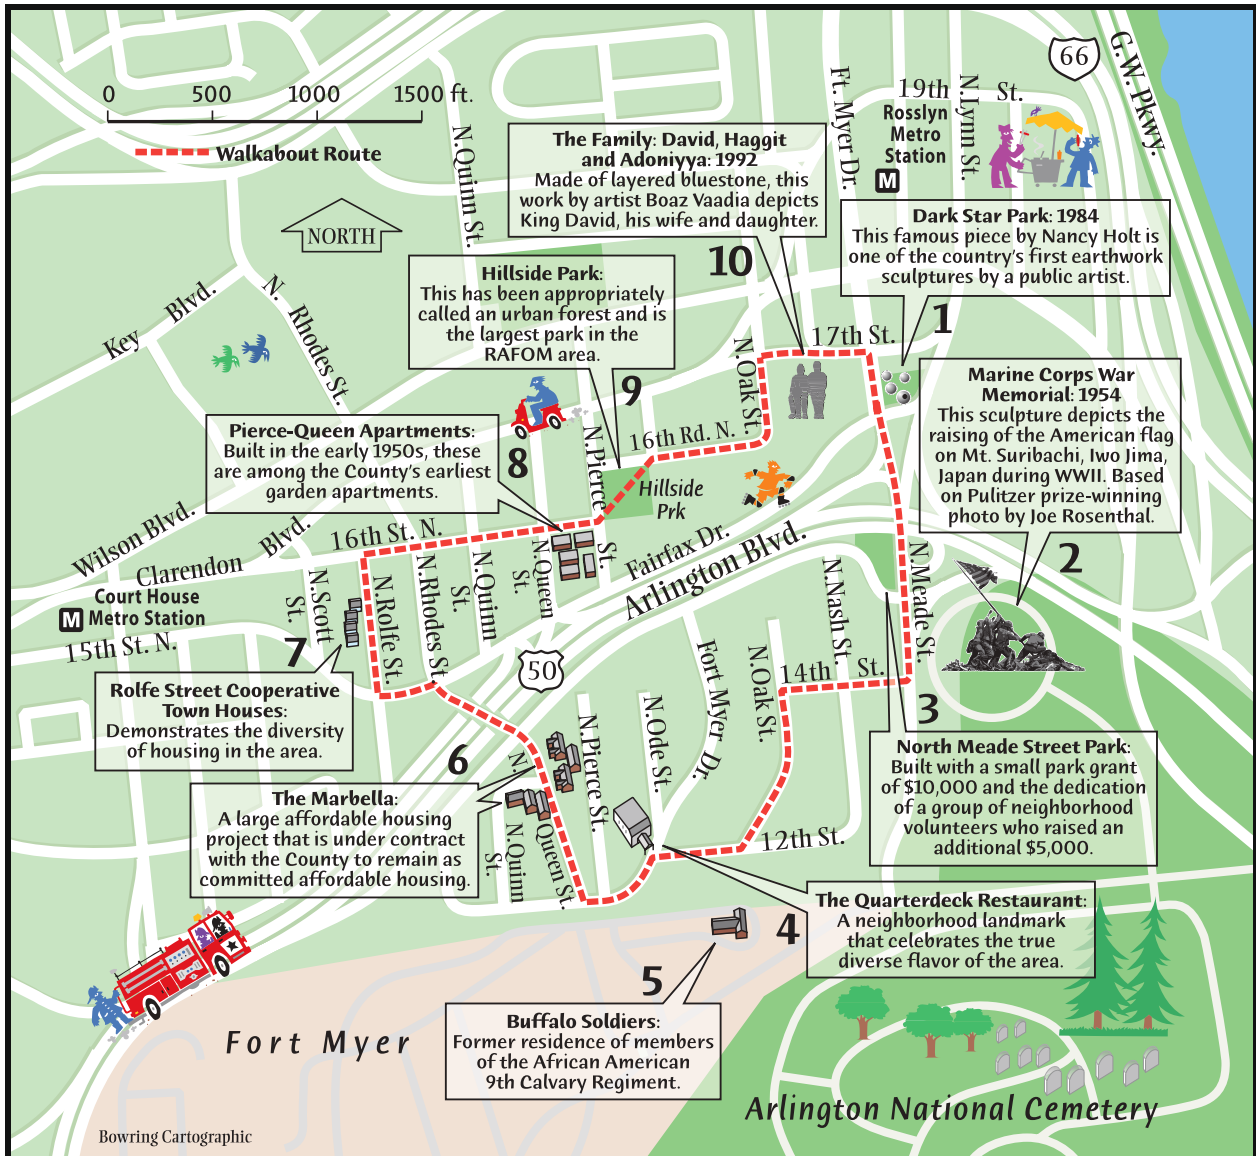 0 500 1000 1500 ft.
Walkabout Route
NORTH
66
G.W. Pkwy.
19th St.
N.Lynn St.
Ft. Myer Dr.
Rosslyn
Metro
Station
M
N.Quinn St.
The Family: David, Haggit
and Adoniyya: 1992
Made of layered bluestone, this
work by artist Boaz Vaadia depicts
King David, his wife and daughter.
10
Dark Star Park: 1984
This famous piece by Nancy Holt is
one of the country's first earthwork
sculptures by a public artist.
1
Hillside Park:
This has been appropriately
called an urban forest and is
the largest park in the
RAFOM area.
9
Key Blvd.
N. Rhodes St.
17th St.
N.Oak St.
Marine Corps War
Memorial: 1954
This sculpture depicts the
raising of the American flag
on Mt. Suribachi, Iwo Jima,
Japan during WWII. Based
on Pulitzer prize-winning
photo by Joe Rosenthal.
2
Pierce-Queen Apartments:
Built in the early 1950s, these
are among the County's earliest
garden apartments.
8
N.Pierce St.
16th Rd. N.
Hillside
Prk
Wilson Blvd.
Clarendon Blvd.
16th St. N.
Fairfax Dr.
Arlington Blvd.
Court House
M Metro Station
15th St. N.
N.Scott St.
N.Rolfe St.
N.Rhodes St.
N.Quinn St.
N.Queen St.
N.Nash St.
N.Meade St.
7
50
Rolfe Street Cooperative
Town Houses:
Demonstrates the diversity
of housing in the area.
Fort Myer Dr.
N.Oak St.
14th St.
N.Pierce St.
N.Ode St.
3
North Meade Street Park:
Built with a small park grant
of $10,000 and the dedication
of a group of neighborhood
volunteers who raised an
additional $5,000.
6
The Marbella:
A large affordable housing
project that is under contract
with the County to remain as
committed affordable housing.
N. Queen St.
N.Quinn St.
12th St.
4
The Quarterdeck Restaurant:
A neighborhood landmark
that celebrates the true
diverse flavor of the area.
5
Buffalo Soldiers:
Former residence of members
of the African American
9th Calvary Regiment.
Fort Myer
Arlington National Cemetery
Bowring Cartographic